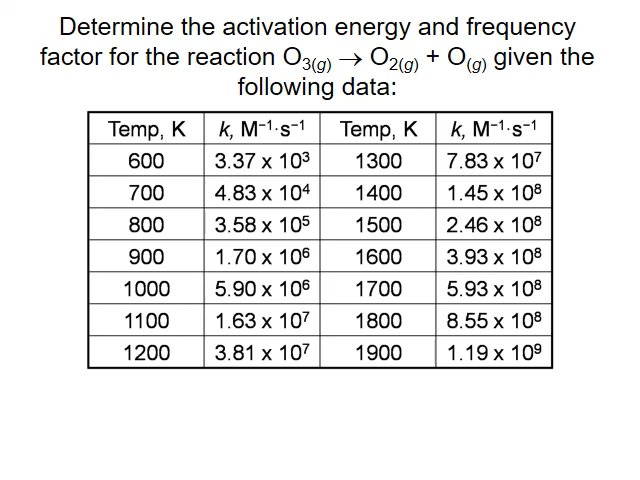 Determine the activation energy and frequency
factor for the reaction O₃₍g₎ → O₂₍g₎ + O₍g₎ given the
following data:
Temp, K k, M⁻¹·s⁻¹ Temp, K k, M⁻¹·s⁻¹
600 3.37 x 10³ 1300 7.83 x 10⁷
700 4.83 x 10⁴ 1400 1.45 x 10⁸
800 3.58 x 10⁵ 1500 2.46 x 10⁸
900 1.70 x 10⁶ 1600 3.93 x 10⁸
1000 5.90 x 10⁶ 1700 5.93 x 10⁸
1100 1.63 x 10⁷ 1800 8.55 x 10⁸
1200 3.81 x 10⁷ 1900 1.19 x 10⁹